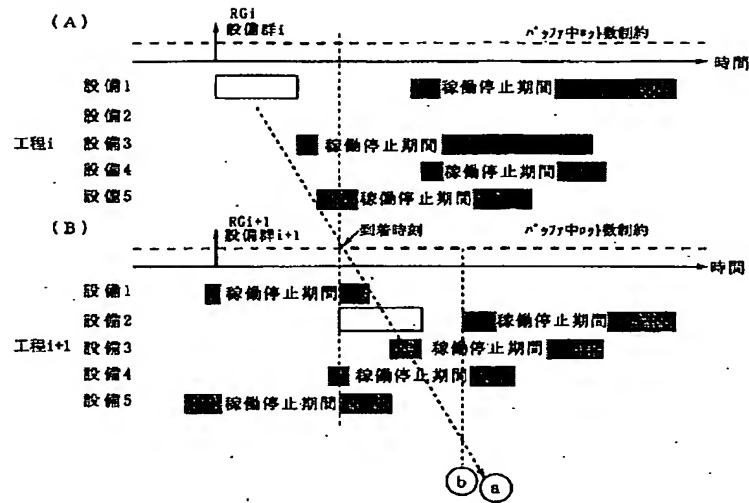 (A)
RGi
設備群i
バッファ中ロット数制約
時間
設備1
稼働停止期間
設備2
工程i
設備3
稼働停止期間
設備4
稼働停止期間
設備5
稼働停止期間
(B)
RGi+1
設備群i+1
到着時刻
バッファ中ロット数制約
時間
設備1
稼働停止期間
設備2
稼働停止期間
工程i+1
設備3
稼働停止期間
設備4
稼働停止期間
設備5
稼働停止期間
b
a